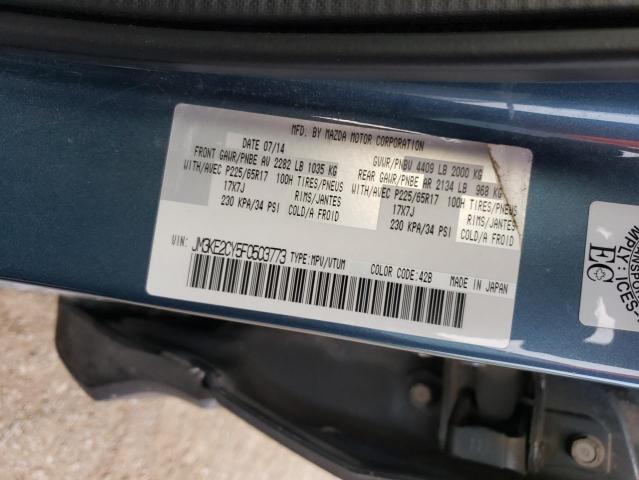 MFD. BY MAZDA MOTOR CORPORATION
DATE 07/14
GVWR/PNBV 4409 LB 2000 KG
FRONT GAWR/PNBE AV 2282 LB 1035 KG
REAR GAWR/PNBE AR 2134 LB 968 KG
WITH/AVEC P225/65R17 100H TIRES/PNEUS
WITH/AVEC P225/65R17 100H TIRES/PNEUS
17X7J RIMS/JANTES
17X7J RIMS/JANTES
230 KPA/34 PSI COLD/A FROID
230 KPA/34 PSI COLD/A FROID
VIN: JM3KE2CY5F0503773 TYPE:MPV/VTUM
COLOR CODE:42B MADE IN JAPAN
EC